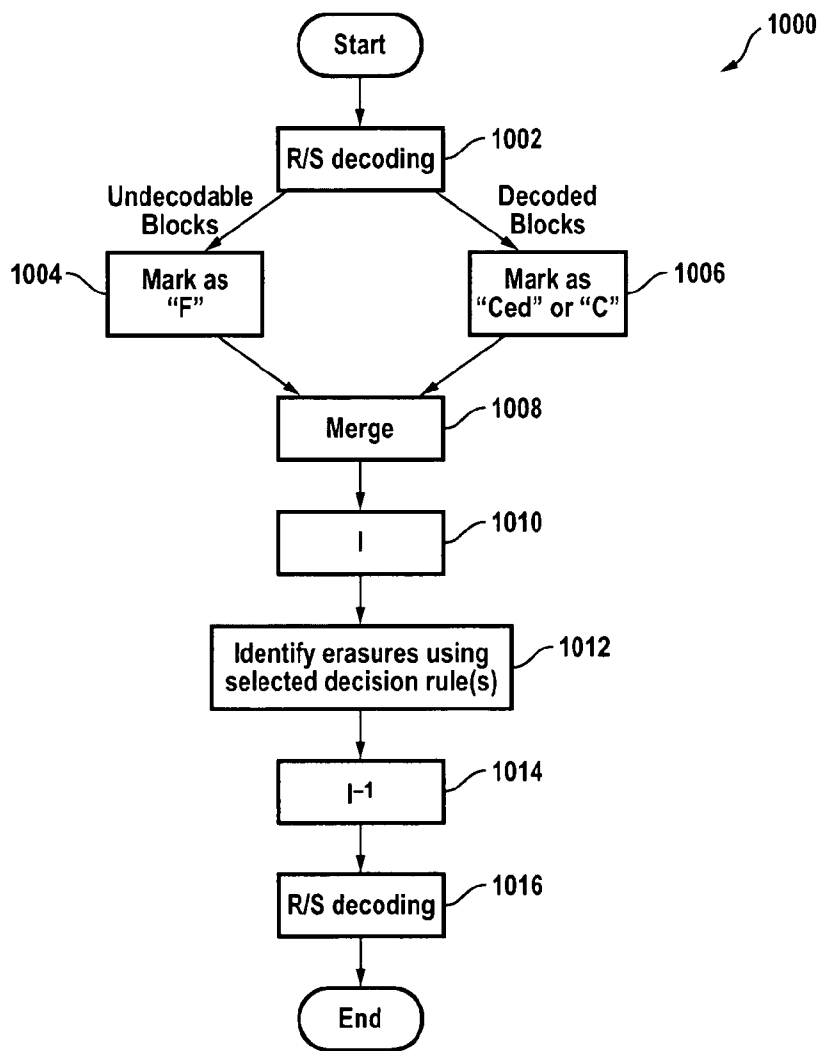 Start
1000
R/S decoding
1002
Undecodable
Blocks
Decoded
Blocks
1004
Mark as
“F”
Mark as
“Ced” or “C”
1006
Merge
1008
I
1010
Identify erasures using
selected decision rule(s)
1012
I–1
1014
R/S decoding
1016
End